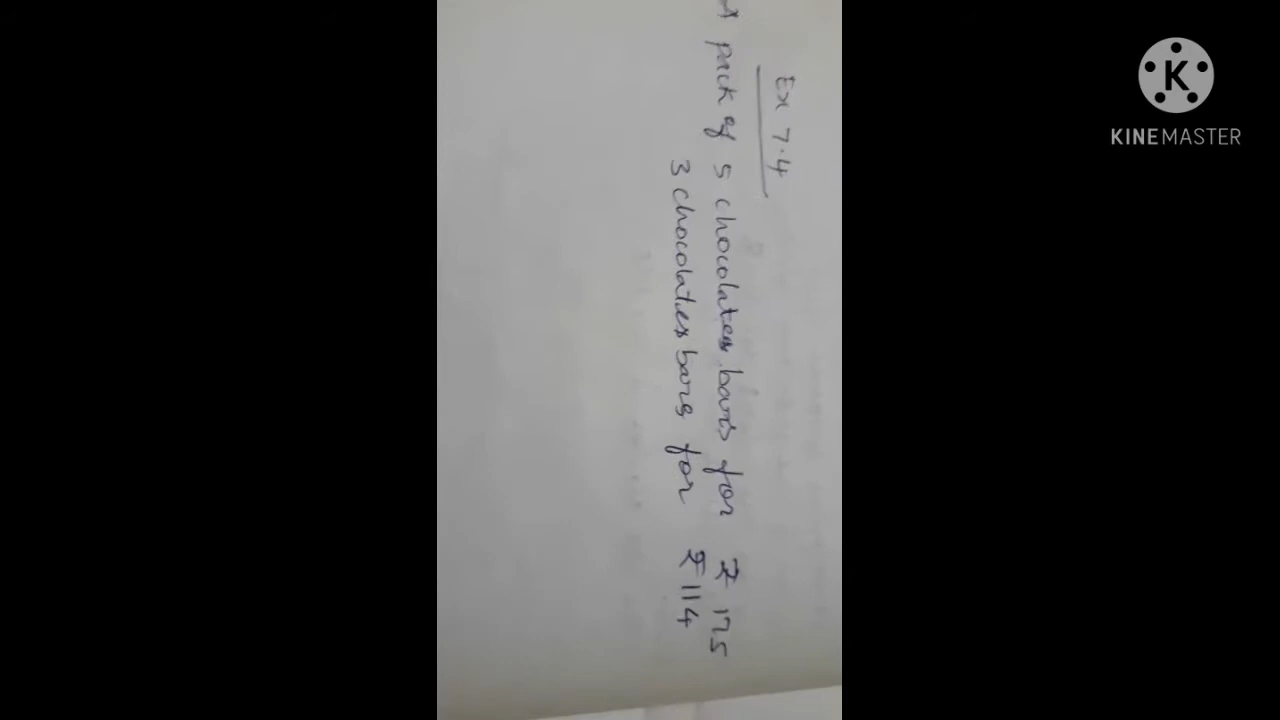 Ex 7.4
A pack of 5 chocolates bars for ₹ 175
3 chocolates bars for ₹ 114
K
KINEMASTER